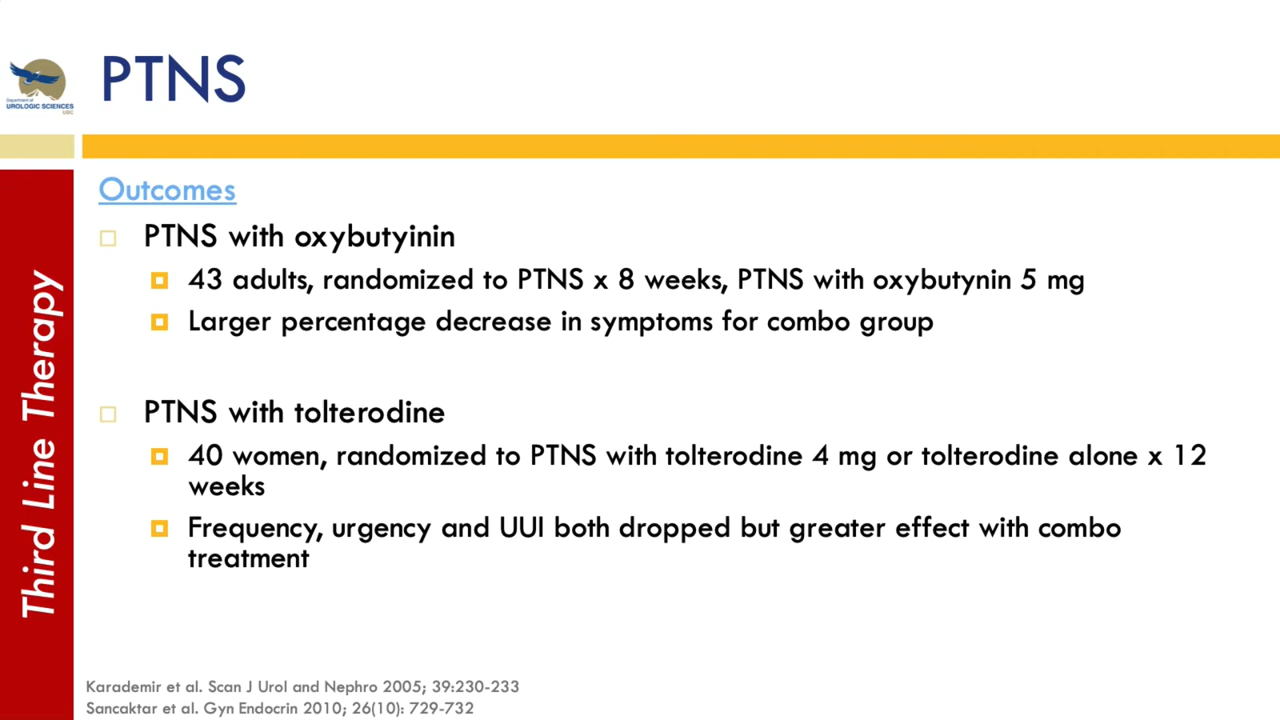 Department of
UROLOGIC SCIENCES
UBC
PTNS
Third Line Therapy
Outcomes
PTNS with oxybutyinin
43 adults, randomized to PTNS x 8 weeks, PTNS with oxybutynin 5 mg
Larger percentage decrease in symptoms for combo group
PTNS with tolterodine
40 women, randomized to PTNS with tolterodine 4 mg or tolterodine alone x 12
weeks
Frequency, urgency and UUI both dropped but greater effect with combo
treatment
Karademir et al. Scan J Urol and Nephro 2005; 39:230-233
Sancaktar et al. Gyn Endocrin 2010; 26(10): 729-732